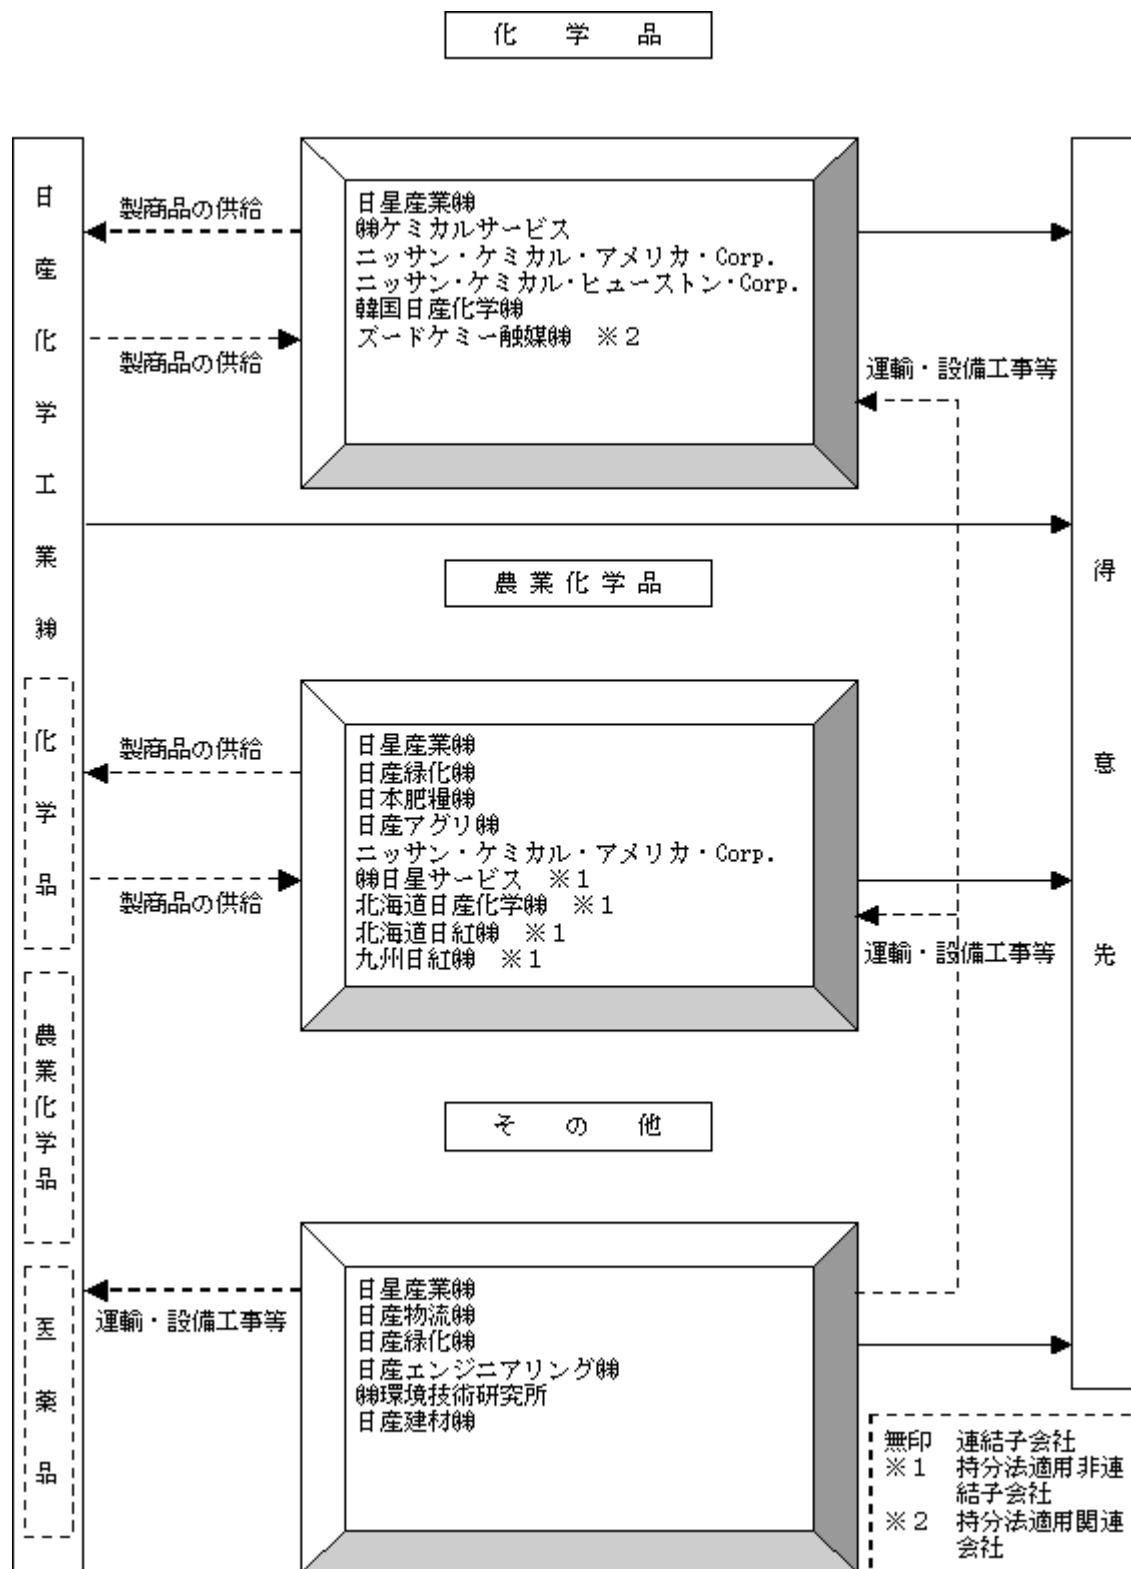 化学品
日産化学工業㈱
化学品
農業化学品
医薬品
製商品の供給
製商品の供給
日星産業㈱
㈱ケミカルサービス
ニッサン・ケミカル・アメリカ・Corp.
ニッサン・ケミカル・ヒューストン・Corp.
韓国日産化学㈱
ズードケミー触媒㈱ ※2
運輸・設備工事等
得意先
農業化学品
製商品の供給
製商品の供給
日星産業㈱
日産緑化㈱
日本肥糧㈱
日産アグリ㈱
ニッサン・ケミカル・アメリカ・Corp.
㈱日星サービス ※1
北海道日産化学㈱ ※1
北海道日紅㈱ ※1
九州日紅㈱ ※1
運輸・設備工事等
その他
運輸・設備工事等
日星産業㈱
日産物流㈱
日産緑化㈱
日産エンジニアリング㈱
㈱環境技術研究所
日産建材㈱
無印 連結子会社
※1 持分法適用非連
結子会社
※2 持分法適用関連
会社